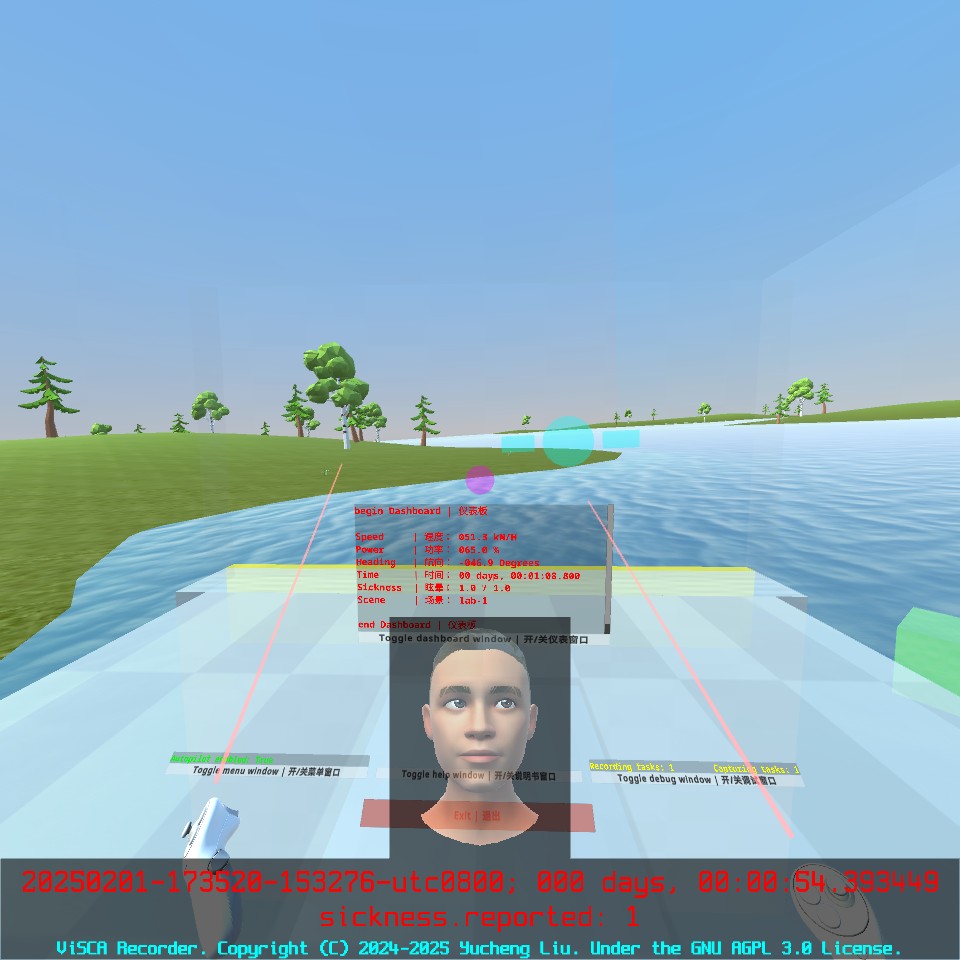 begin Dashboard | 仪表板
Speed | 速度: 051.3 kN/H
Power | 功率: 065.0 %
Heading | 航向: -046.9 Degrees
Time | 时间: 00 days, 00:01:08.800
Sickness | 眩晕: 1.0 / 1.0
Scene | 场景: lab-1
end Dashboard | 仪表板
Toggle dashboard window | 开/关仪表窗口
Autopilot
Toggle menu window | 开/关菜单窗口
Toggle help window | 开/关说明书窗口
Recording tasks: 1 Capturing tasks: 3
Toggle debug window | 开/关调试窗口
Exit | 退出
20250201-173520-153276-utc0800; 000 days, 00:00:54.393449
sickness.reported: 1
ViSCA Recorder. Copyright (C) 2024-2025 Yucheng Liu. Under the GNU AGPL 3.0 License.